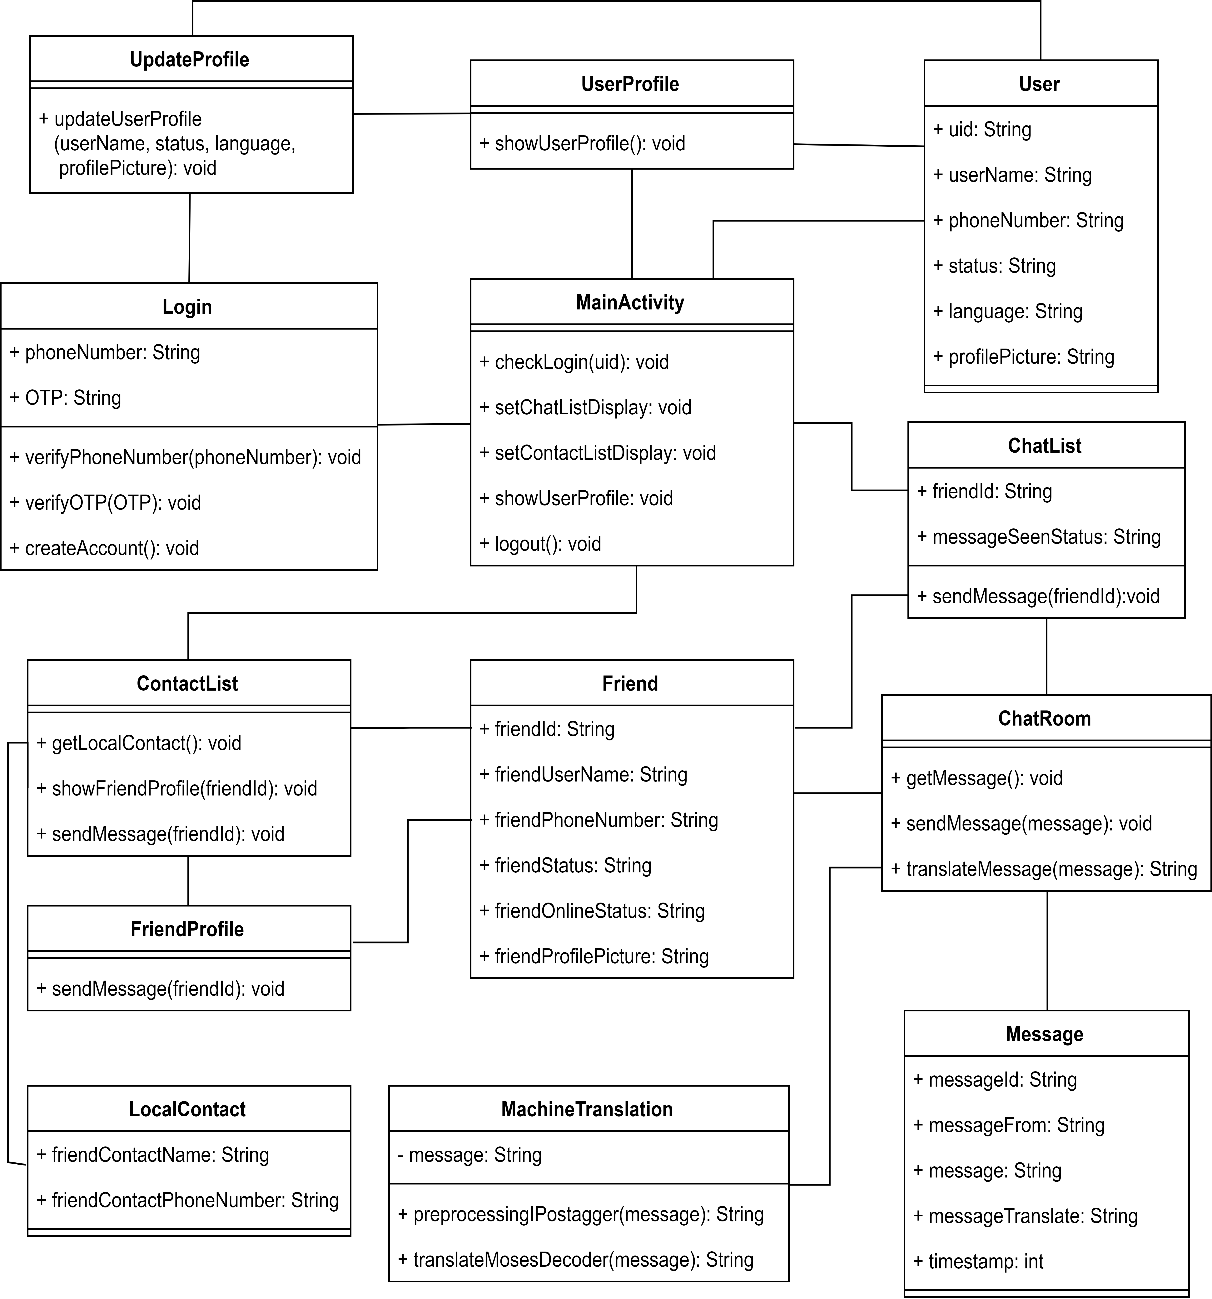 UpdateProfile
+ updateUserProfile
(userName, status, language,
profilePicture): void
UserProfile
+ showUserProfile(): void
User
+ uid: String
+ userName: String
+ phoneNumber: String
+ status: String
+ language: String
+ profilePicture: String
Login
+ phoneNumber: String
+ OTP: String
+ verifyPhoneNumber(phoneNumber): void
+ verifyOTP(OTP): void
+ createAccount(): void
MainActivity
+ checkLogin(uid): void
+ setChatListDisplay: void
+ setContactListDisplay: void
+ showUserProfile: void
+ logout(): void
ChatList
+ friendId: String
+ messageSeenStatus: String
+ sendMessage(friendId):void
ContactList
+ getLocalContact(): void
+ showFriendProfile(friendId): void
+ sendMessage(friendId): void
Friend
+ friendId: String
+ friendUserName: String
+ friendPhoneNumber: String
+ friendStatus: String
+ friendOnlineStatus: String
+ friendProfilePicture: String
ChatRoom
+ getMessage(): void
+ sendMessage(message): void
+ translateMessage(message): String
FriendProfile
+ sendMessage(friendId): void
Message
+ messageId: String
+ messageFrom: String
+ message: String
+ messageTranslate: String
+ timestamp: int
LocalContact
+ friendContactName: String
+ friendContactPhoneNumber: String
MachineTranslation
- message: String
+ preprocessingIPostagger(message): String
+ translateMosesDecoder(message): String